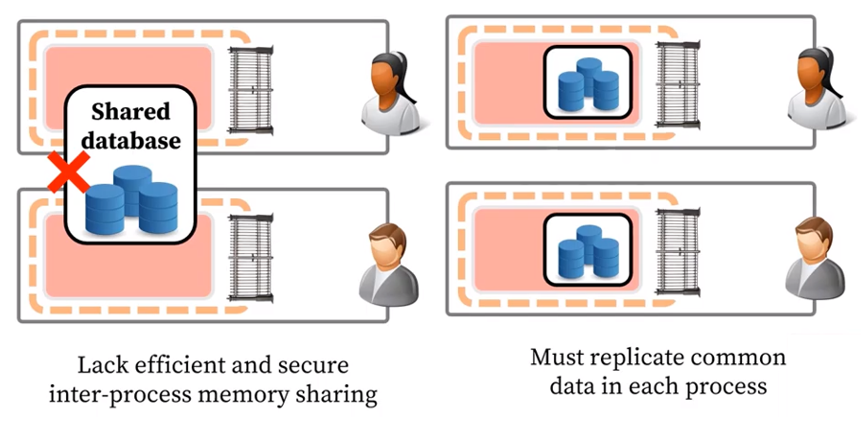 Shared
database
Lack efficient and secure
inter-process memory sharing
Must replicate common
data in each process